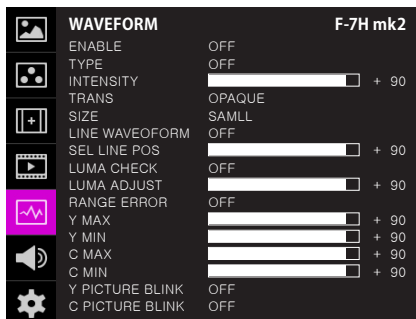 WAVEFORM F-7H mk2
ENABLE OFF
TYPE OFF
INTENSITY + 90
TRANS OPAQUE
SIZE SAMLL
LINE WAVEOFORM OFF
SEL LINE POS + 90
LUMA CHECK OFF
LUMA ADJUST + 90
RANGE ERROR OFF
Y MAX + 90
Y MIN + 90
C MAX + 90
C MIN + 90
Y PICTURE BLINK OFF
C PICTURE BLINK OFF